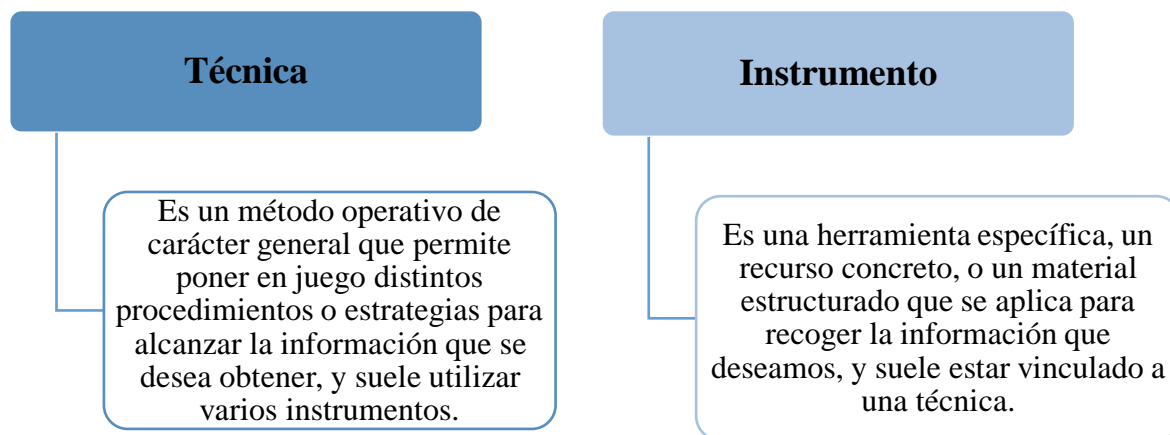 Técnica
Es un método operativo de
carácter general que permite
poner en juego distintos
procedimientos o estrategias para
alcanzar la información que se
desea obtener, y suele utilizar
varios instrumentos.
Instrumento
Es una herramienta específica, un
recurso concreto, o un material
estructurado que se aplica para
recoger la información que
deseamos, y suele estar vinculado a
una técnica.